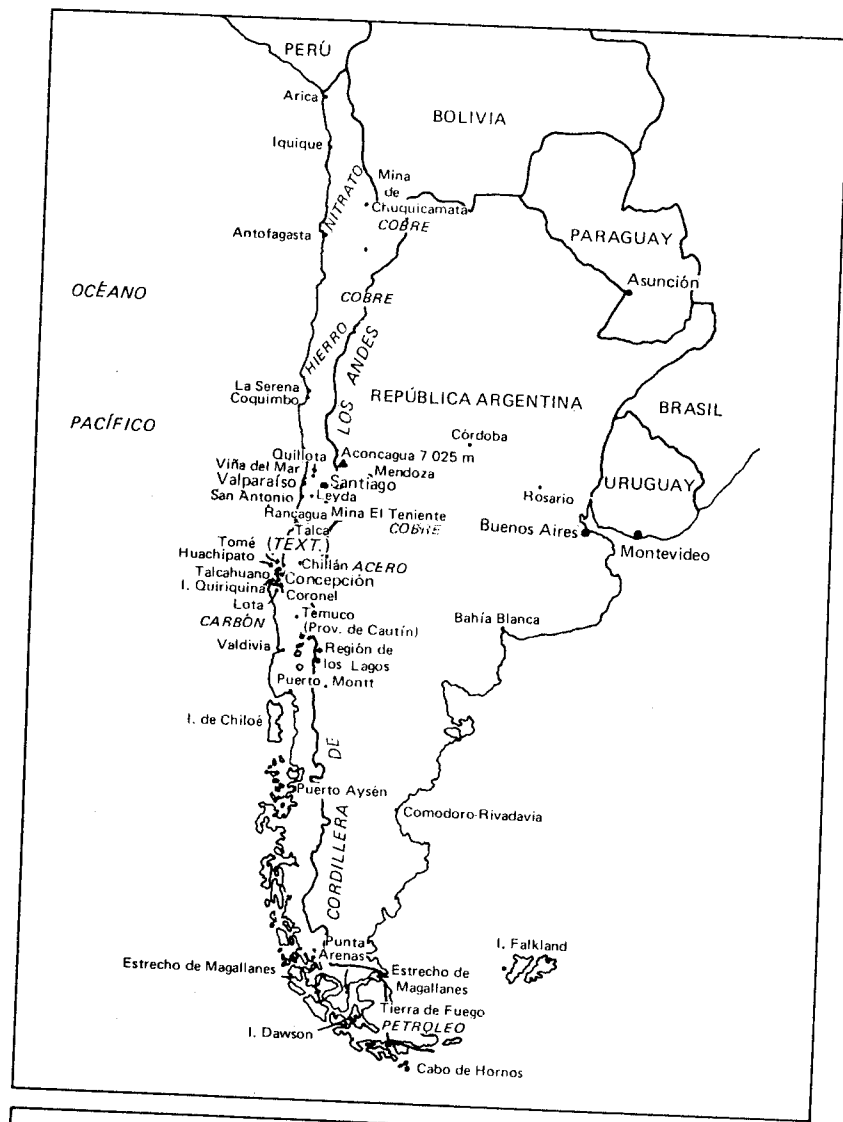 PERÚ
Arica
BOLIVIA
Iquique
NITRATO
Mina
de
Chuquicamata
COBRE
Antofagasta
PARAGUAY
Asunción
OCÉANO
COBRE
HIERRO
LOS ANDES
La Serena
Coquimbo
REPÚBLICA ARGENTINA
BRASIL
PACÍFICO
Córdoba
Quillota
Aconcagua 7 025 m
Viña del Mar
Mendoza
Valparaíso
Santiago
URUGUAY
San Antonio
Leyda
Rosario
Rancagua
Mina El Teniente
COBRE
Talca
Buenos Aires
Montevideo
Tomé
(TEXT.)
Huachipato
Chillán
ACERO
Talcahuano
Concepción
I. Quiriquina
Coronel
Lota
Temuco
(Prov. de Cautín)
Bahía Blanca
CARBÓN
Valdivia
Región de
los Lagos
Puerto Montt
I. de Chiloé
CORDILLERA DE
Puerto Aysén
Comodoro-Rivadavia
I. Falkland
Punta
Arenas
Estrecho de Magallanes
Estrecho de
Magallanes
Tierra de Fuego
PETROLEO
I. Dawson
Cabo de Hornos